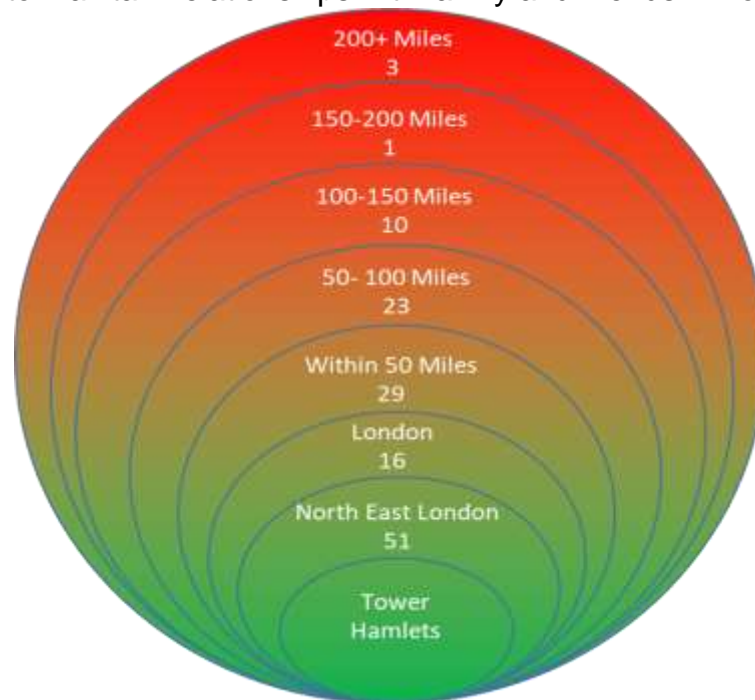 200+ Miles
3
150-200 Miles
1
100-150 Miles
10
50- 100 Miles
23
Within 50 Miles
29
London
16
North East London
51
Tower
Hamlets